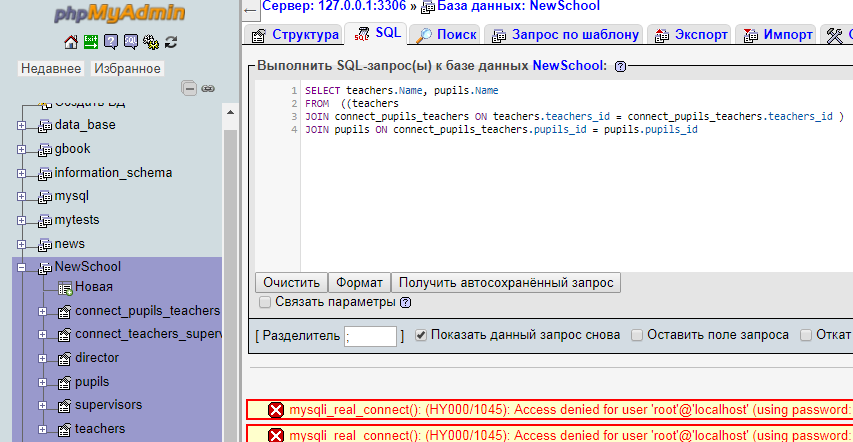 phpMyAdmin
Недавнее Избранное
Создать БД
data_base
gbook
information_schema
mysql
mytests
news
NewSchool
Новая
connect_pupils_teachers
connect_teachers_superv
director
pupils
supervisors
teachers
Сервер: 127.0.0.1:3306 » База данных: NewSchool
Структура SQL Поиск Запрос по шаблону Экспорт Импорт
Выполнить SQL-запрос(ы) к базе данных NewSchool:
1 SELECT teachers.Name, pupils.Name
2 FROM ((teachers
3 JOIN connect_pupils_teachers ON teachers.teachers_id = connect_pupils_teachers.teachers_id )
4 JOIN pupils ON connect_pupils_teachers.pupils_id = pupils.pupils_id
Очистить Формат Получить автосохранённый запрос
Связать параметры
[ Разделитель ; ] Показать данный запрос снова Оставить поле запроса Откат
mysqli_real_connect(): (HY000/1045): Access denied for user 'root'@'localhost' (using password:
mysqli_real_connect(): (HY000/1045): Access denied for user 'root'@'localhost' (using password: